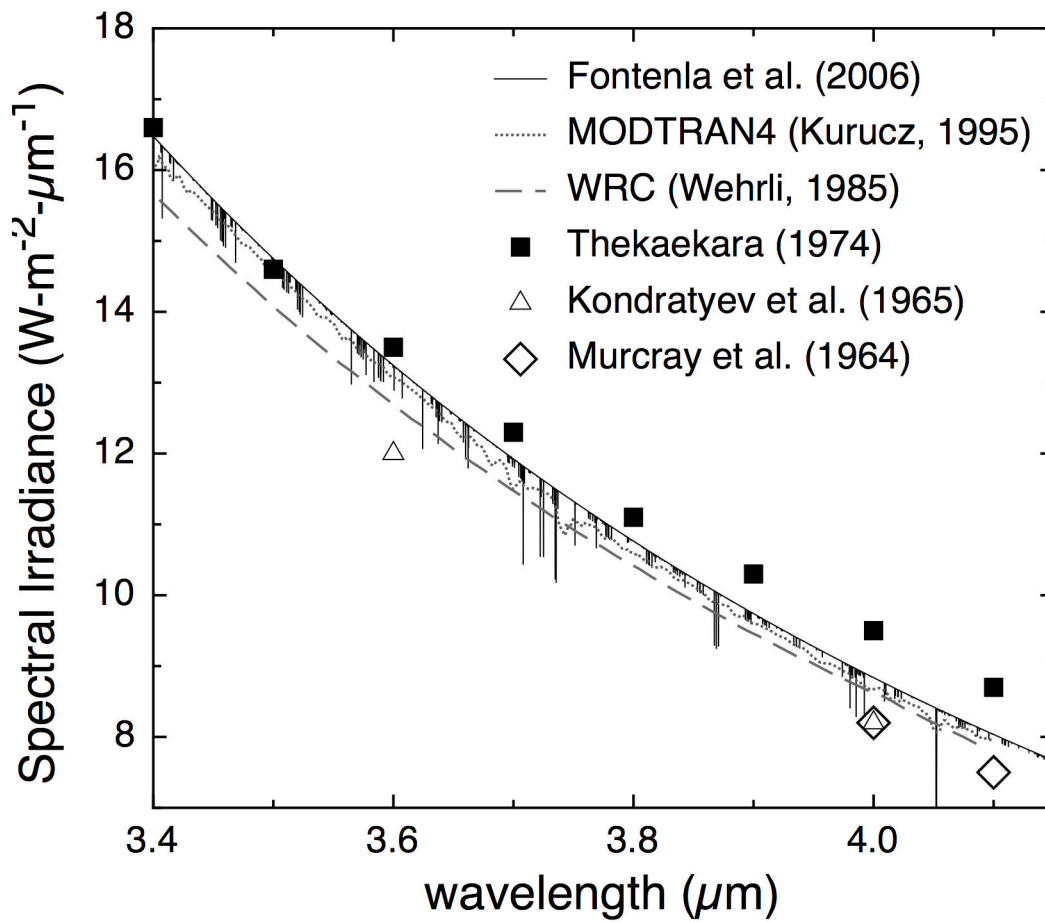 18
16
14
12
10
8
Spectral Irradiance (W-m⁻²-µm⁻¹)
Fontenla et al. (2006)
MODTRAN4 (Kurucz, 1995)
WRC (Wehrli, 1985)
Thekaekara (1974)
Kondratyev et al. (1965)
Murcray et al. (1964)
3.4 3.6 3.8 4.0
wavelength (µm)